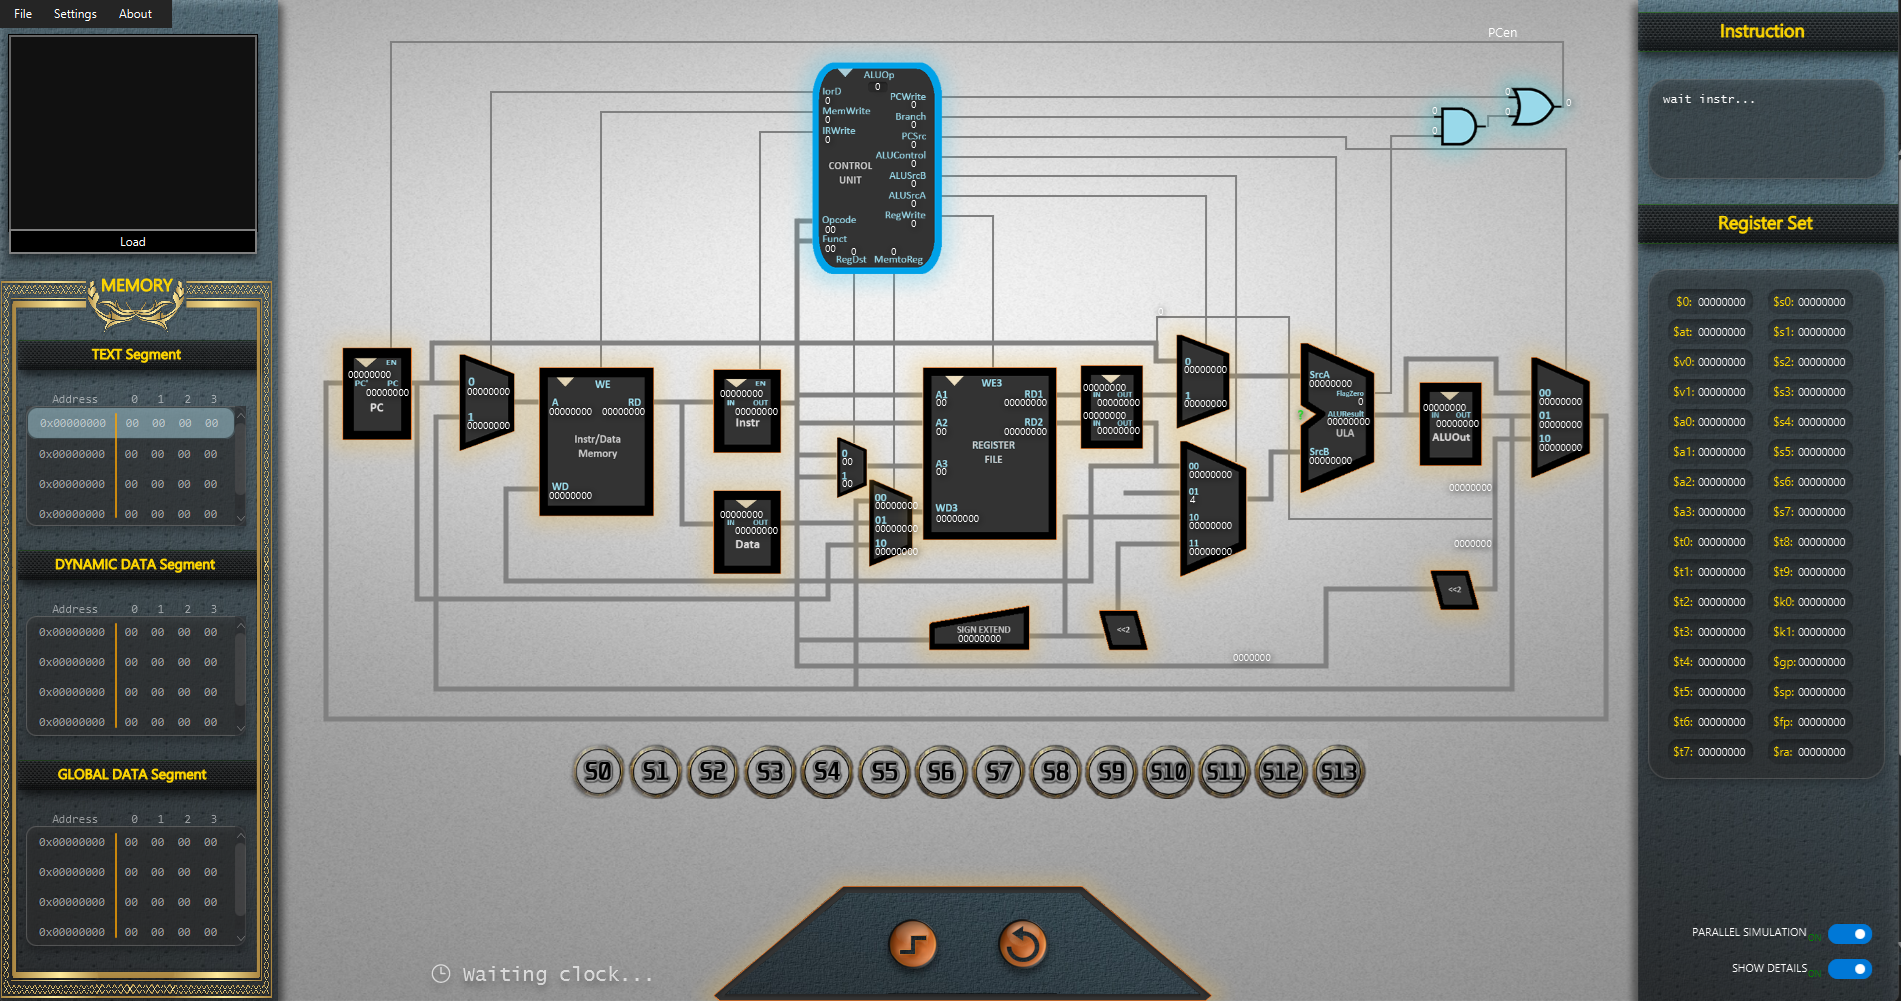 File Settings About
Load
MEMORY
TEXT Segment
Address 0 1 2 3
0x00000000 00 00 00 00
0x00000000 00 00 00 00
0x00000000 00 00 00 00
0x00000000 00 00 00 00
DYNAMIC DATA Segment
Address 0 1 2 3
0x00000000 00 00 00 00
0x00000000 00 00 00 00
0x00000000 00 00 00 00
0x00000000 00 00 00 00
GLOBAL DATA Segment
Address 0 1 2 3
0x00000000 00 00 00 00
0x00000000 00 00 00 00
0x00000000 00 00 00 00
0x00000000 00 00 00 00
PCen
ALUOp
0
IorD
0
MemWrite
0
IRWrite
0
CONTROL
UNIT
PCWrite
0
Branch
0
PCSrc
0
ALUControl
0
ALUSrcB
0
ALUSrcA
0
RegWrite
0
Opcode
00
Funct
00
0 0
RegDst MemtoReg
0
0
0
0
0
EN
00000000
PC' PC
00000000
PC
0
00000000
1
00000000
WE
A RD
00000000 00000000
Instr/Data
Memory
WD
00000000
EN
00000000
IN OUT
00000000
Instr
00000000
IN OUT
00000000
Data
0
00
1
00
00
00000000
01
00000000
10
00000000
WE3
A1 RD1
00 00000000
A2 RD2
00 00000000
REGISTER
FILE
A3
00
WD3
00000000
00000000
IN OUT
00000000
00000000
IN OUT
00000000
0
0
00000000
1
00000000
00
00000000
01
4
10
00000000
11
00000000
SrcA
00000000
FlagZero
0
?
ALUResult
00000000
ULA
SrcB
00000000
00000000
IN OUT
00000000
ALUOut
00
00000000
01
00000000
10
00000000
00000000
0000000
<<2
SIGN EXTEND
00000000
<<2
0000000
S0 S1 S2 S3 S4 S5 S6 S7 S8 S9 S10 S11 S12 S13
Waiting clock...
Instruction
wait instr...
Register Set
$0: 00000000 $s0: 00000000
$at: 00000000 $s1: 00000000
$v0: 00000000 $s2: 00000000
$v1: 00000000 $s3: 00000000
$a0: 00000000 $s4: 00000000
$a1: 00000000 $s5: 00000000
$a2: 00000000 $s6: 00000000
$a3: 00000000 $s7: 00000000
$t0: 00000000 $t8: 00000000
$t1: 00000000 $t9: 00000000
$t2: 00000000 $k0: 00000000
$t3: 00000000 $k1: 00000000
$t4: 00000000 $gp: 00000000
$t5: 00000000 $sp: 00000000
$t6: 00000000 $fp: 00000000
$t7: 00000000 $ra: 00000000
PARALLEL SIMULATION ON
SHOW DETAILS ON